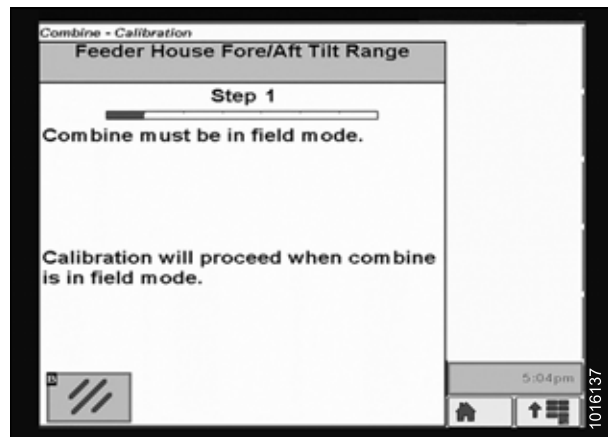 Combine - Calibration
Feeder House Fore/Aft Tilt Range
Step 1
Combine must be in field mode.
Calibration will proceed when combine
is in field mode.
B
5:04pm
1016137